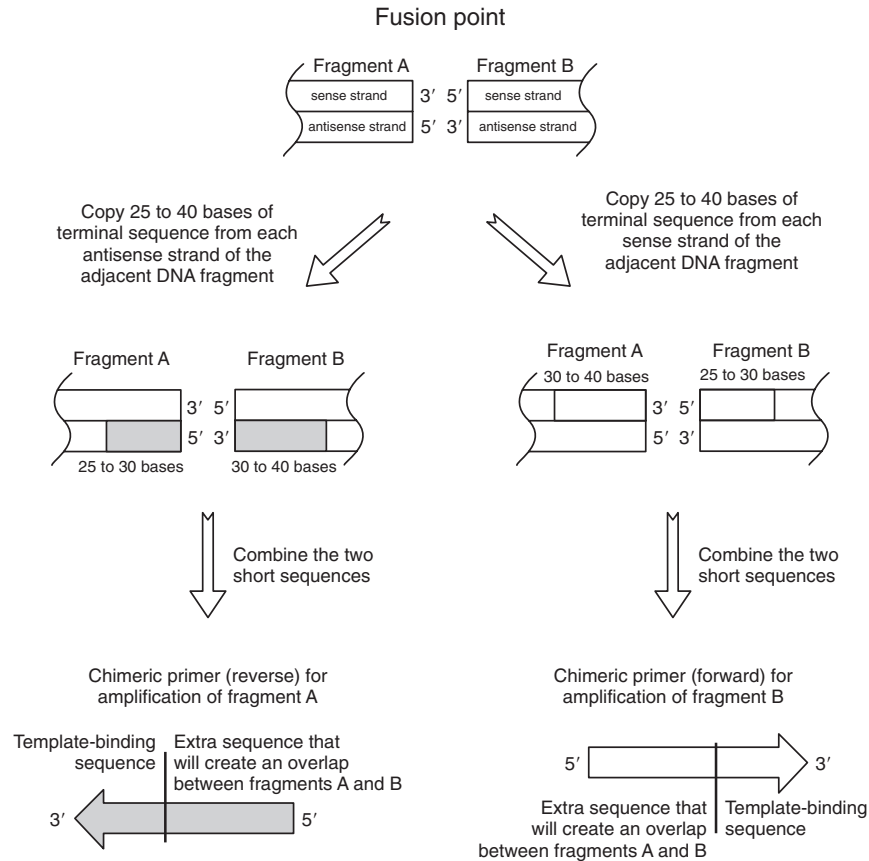 Fusion point
Fragment A
Fragment B
sense strand
3′ 5′
sense strand
antisense strand
5′ 3′
antisense strand
Copy 25 to 40 bases of
terminal sequence from each
antisense strand of the
adjacent DNA fragment
Copy 25 to 40 bases of
terminal sequence from each
sense strand of the
adjacent DNA fragment
Fragment A
Fragment B
3′ 5′
5′ 3′
25 to 30 bases
30 to 40 bases
Fragment A
Fragment B
30 to 40 bases
25 to 30 bases
3′ 5′
5′ 3′
Combine the two
short sequences
Combine the two
short sequences
Chimeric primer (reverse) for
amplification of fragment A
Template-binding
sequence
Extra sequence that
will create an overlap
between fragments A and B
3′
5′
Chimeric primer (forward) for
amplification of fragment B
5′
3′
Extra sequence that
will create an overlap
between fragments A and B
Template-binding
sequence